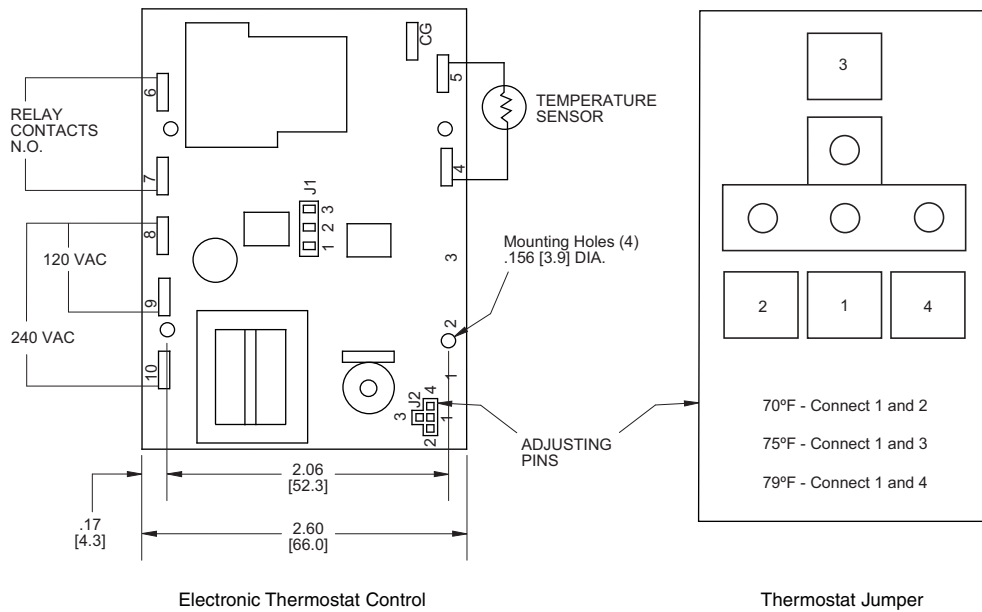 CG
5
6
RELAY
CONTACTS
N.O.
TEMPERATURE
SENSOR
4
7
J1
3
2
1
8
120 VAC
Mounting Holes (4)
.156 [3.9] DIA.
3
9
240 VAC
2
10
1
J2
4
3
1
2
ADJUSTING
PINS
2.06
[52.3]
.17
[4.3]
2.60
[66.0]
Electronic Thermostat Control
3
2
1
4
70ºF - Connect 1 and 2
75ºF - Connect 1 and 3
79ºF - Connect 1 and 4
Thermostat Jumper